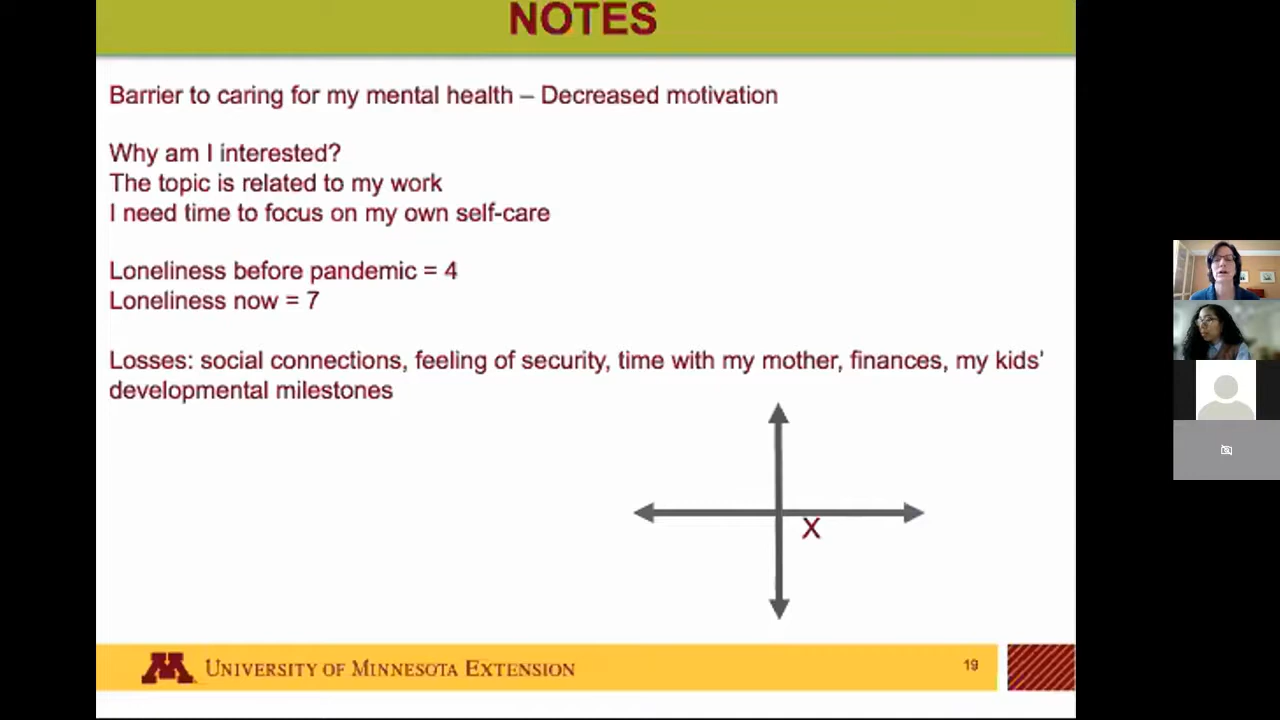 NOTES
Barrier to caring for my mental health – Decreased motivation
Why am I interested?
The topic is related to my work
I need time to focus on my own self-care
Loneliness before pandemic = 4
Loneliness now = 7
Losses: social connections, feeling of security, time with my mother, finances, my kids'
developmental milestones
X
M UNIVERSITY OF MINNESOTA EXTENSION
19